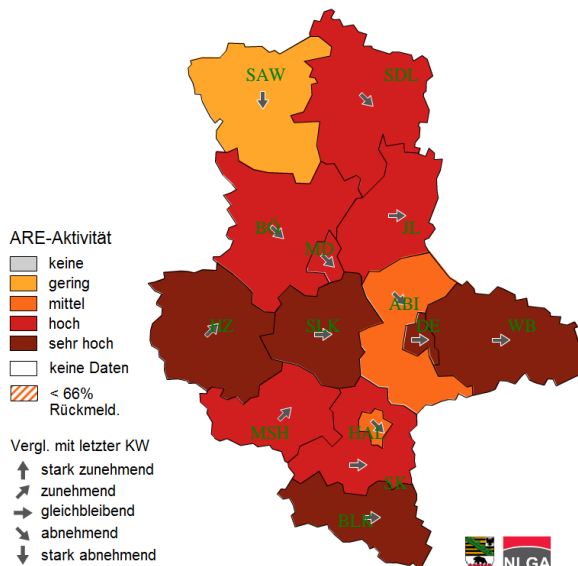 SAW
SDL
BÖ
MD
JL
ABI
HZ
SLK
DE
WB
MSH
HAL
SK
BLK
ARE-Aktivität
keine
gering
mittel
hoch
sehr hoch
keine Daten
< 66%
Rückmeld.
Vergl. mit letzter KW
stark zunehmend
zunehmend
gleichbleibend
abnehmend
stark abnehmend
NLGA